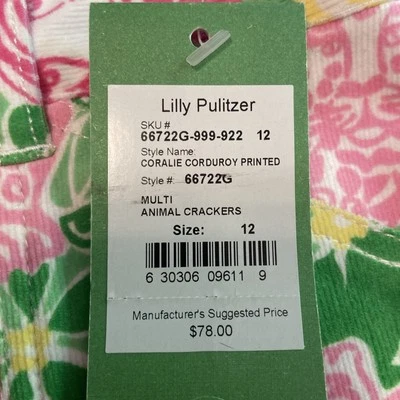 Lilly Pulitzer
SKU #
66722G-999-922 12
Style Name:
CORALIE CORDUROY PRINTED
Style #: 66722G
MULTI
ANIMAL CRACKERS
Size: 12
6 30306 09611 9
Manufacturer's Suggested Price
$78.00